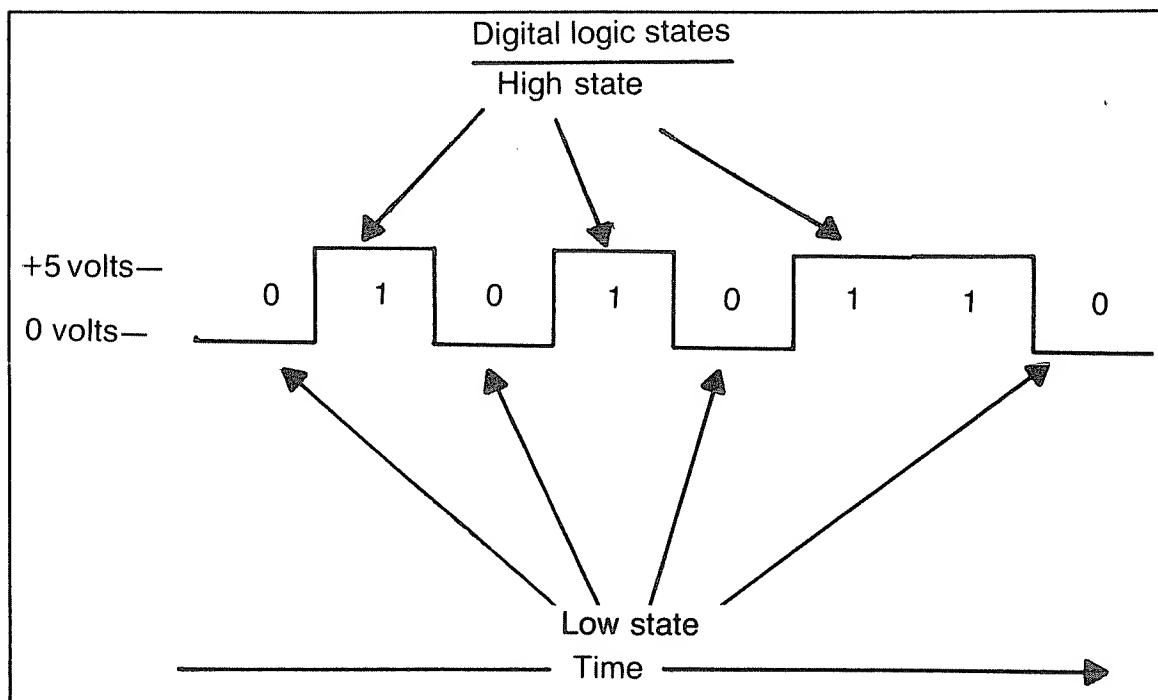 Digital logic states
High state
+5 volts—
0 1 0 1 0 1 1 0
0 volts—
Low state
Time